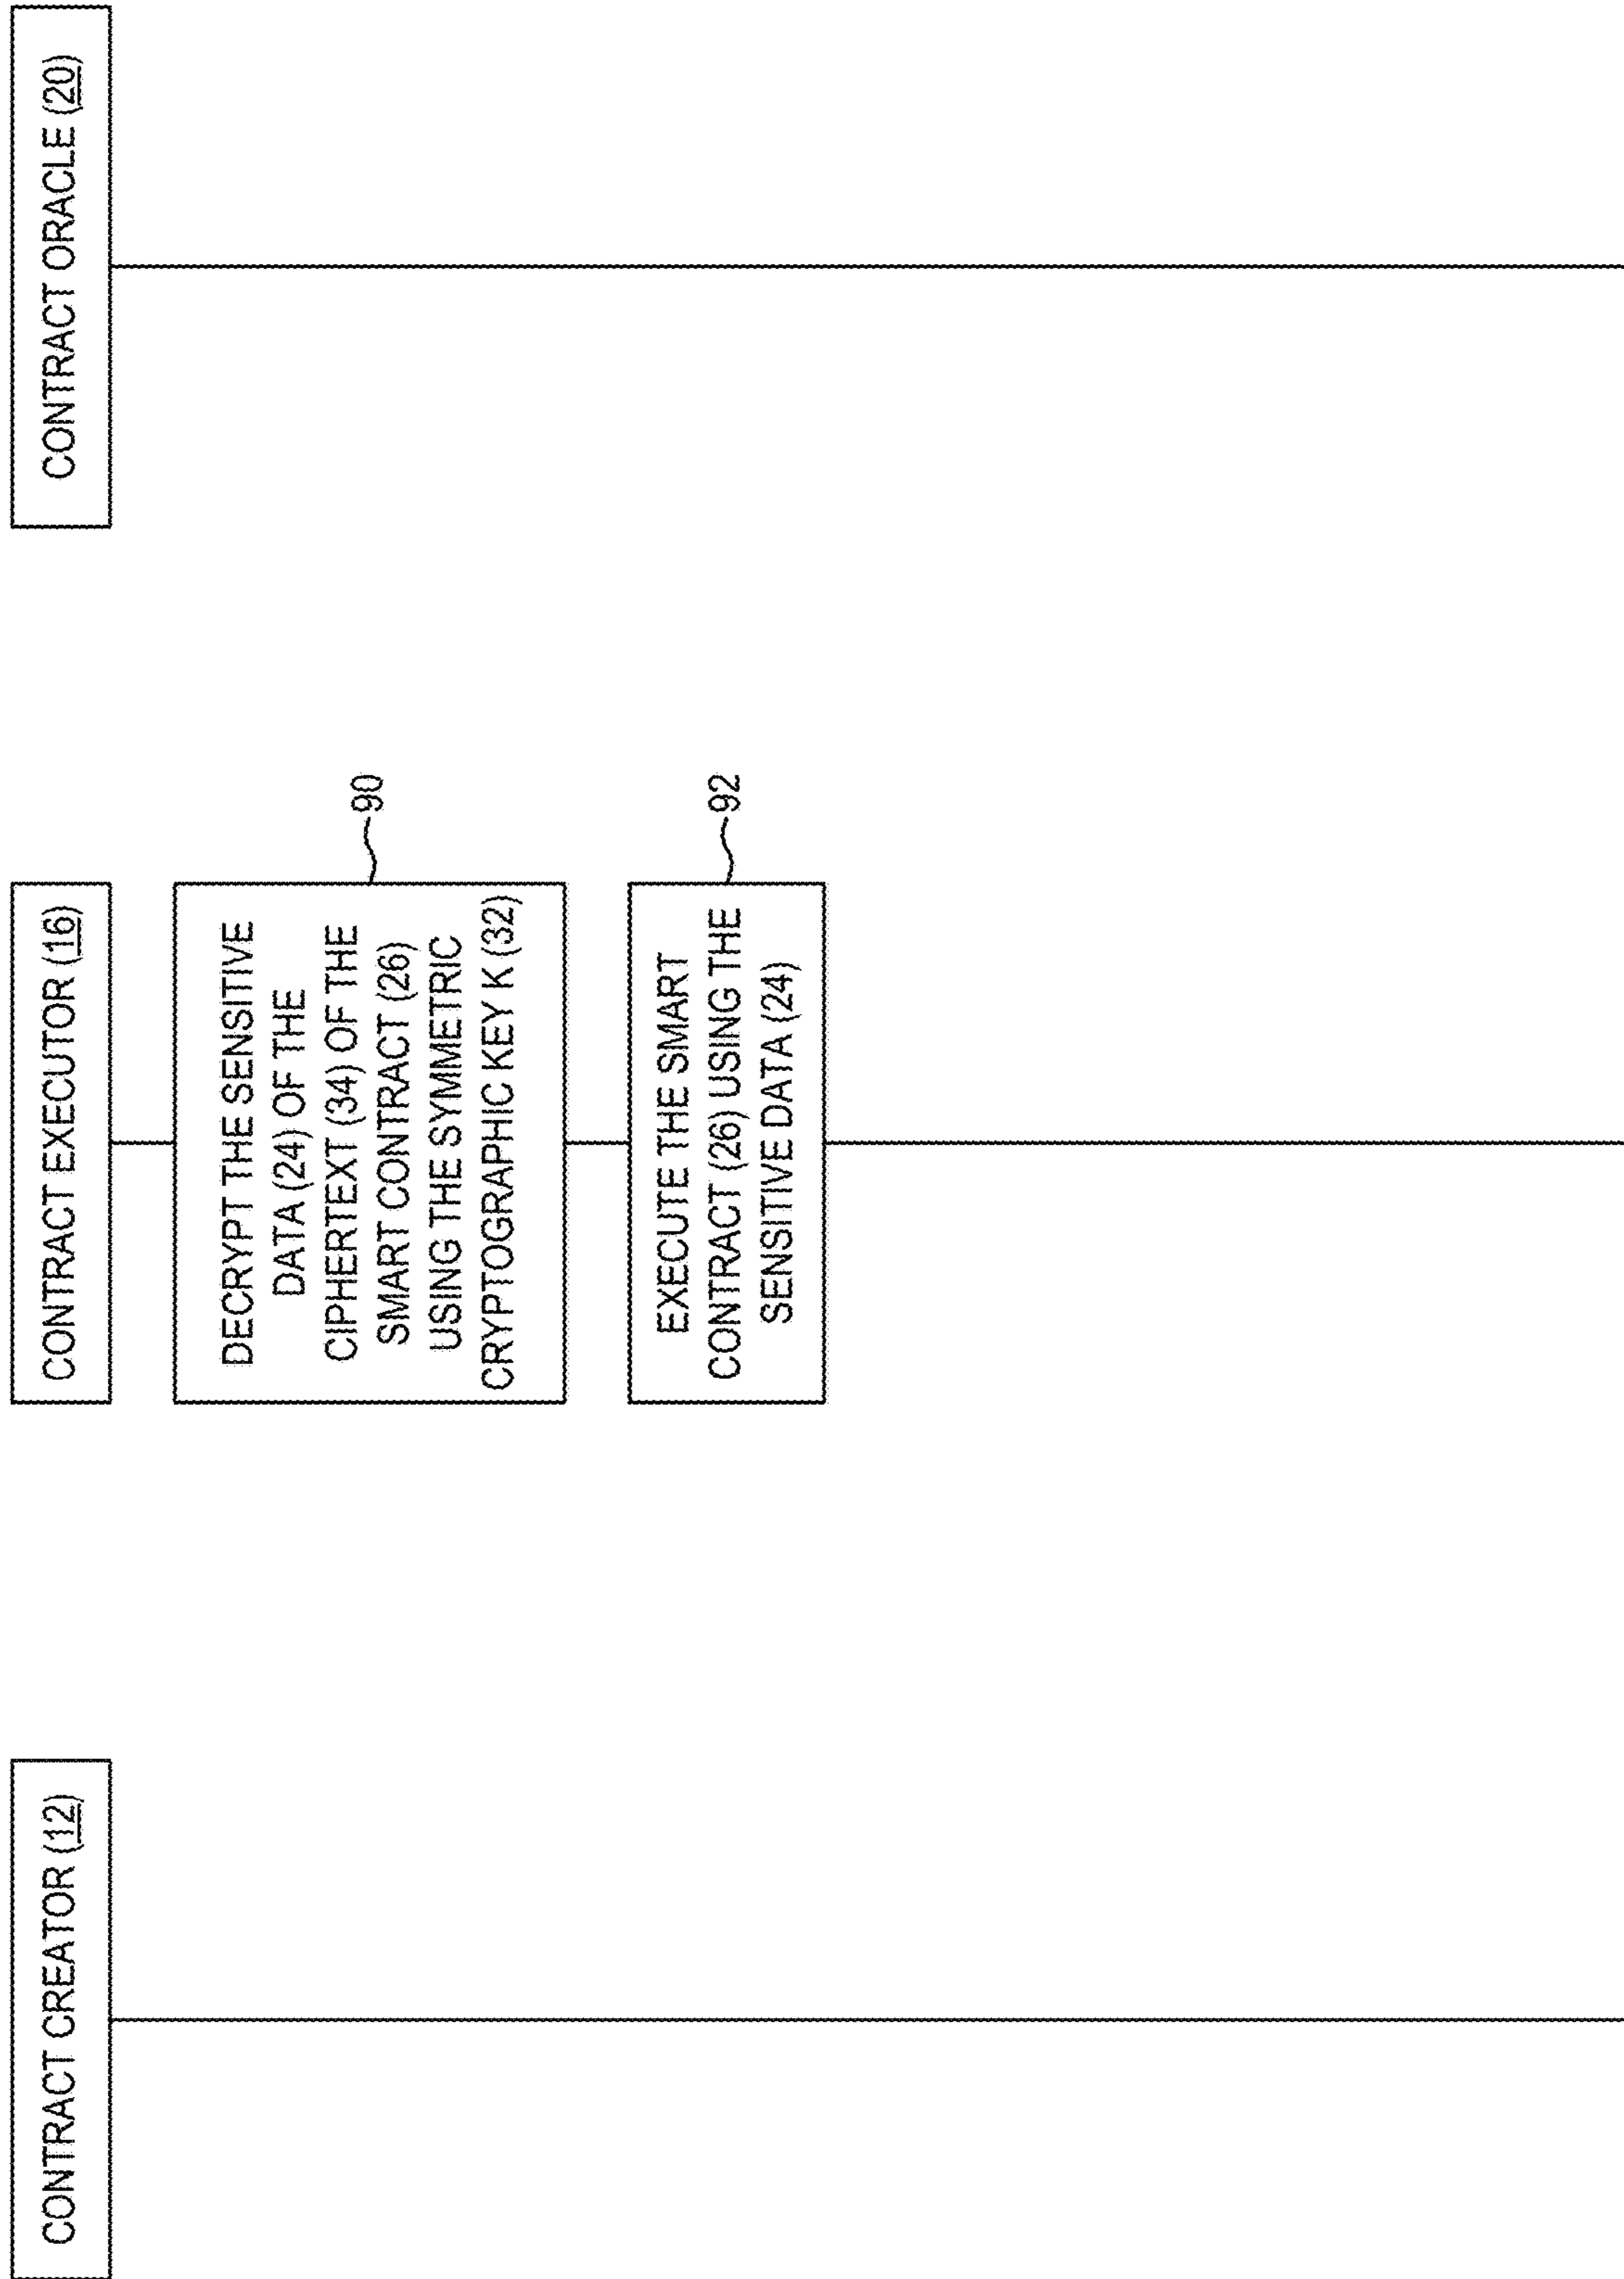 CONTRACT CREATOR (12)
CONTRACT EXECUTOR (16)
CONTRACT ORACLE (20)
DECRYPT THE SENSITIVE
DATA (24) OF THE
CIPHERTEXT (34) OF THE
SMART CONTRACT (26)
USING THE SYMMETRIC
CRYPTOGRAPHIC KEY K (32)
90
EXECUTE THE SMART
CONTRACT (26) USING THE
SENSITIVE DATA (24)
92